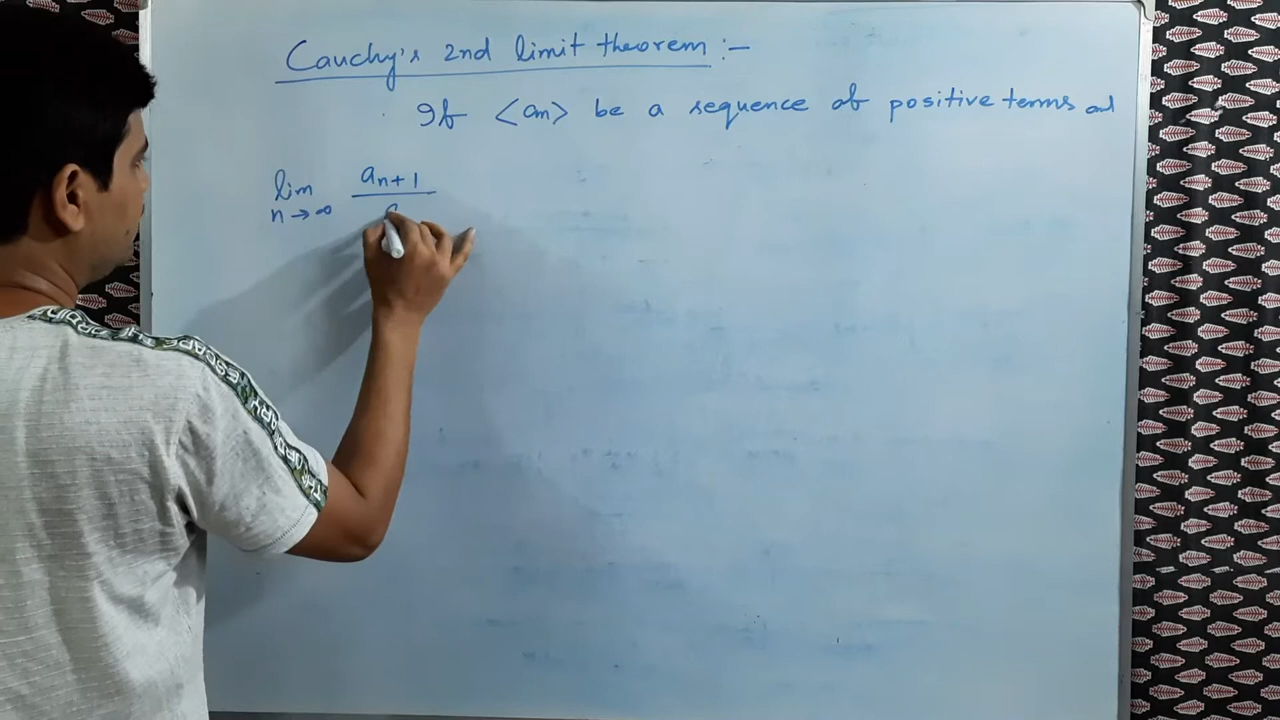 Cauchy's 2nd limit theorem :-
If <an> be a sequence of positive terms and
lim n→∞ an+1 /